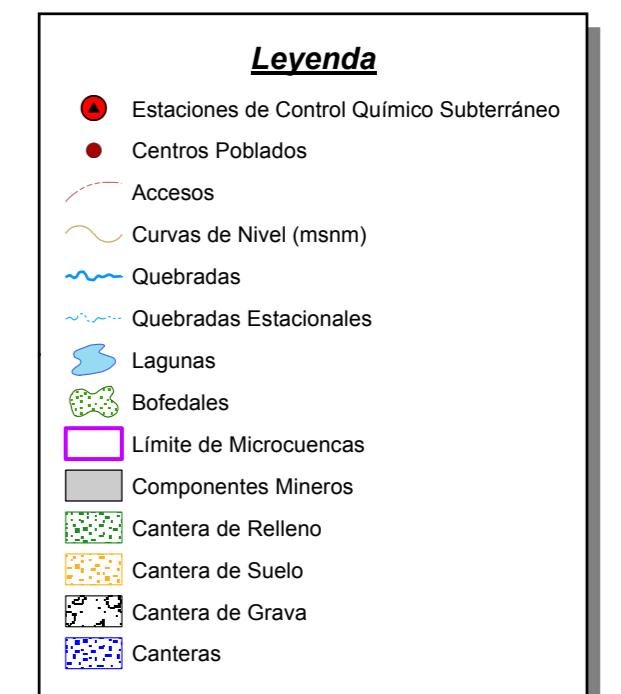 Leyenda
Estaciones de Control Químico Subterráneo
Centros Poblados
Accesos
Curvas de Nivel (msnm)
Quebradas
Quebradas Estacionales
Lagunas
Bofedales
Límite de Microcuencas
Componentes Mineros
Cantera de Relleno
Cantera de Suelo
Cantera de Grava
Canteras